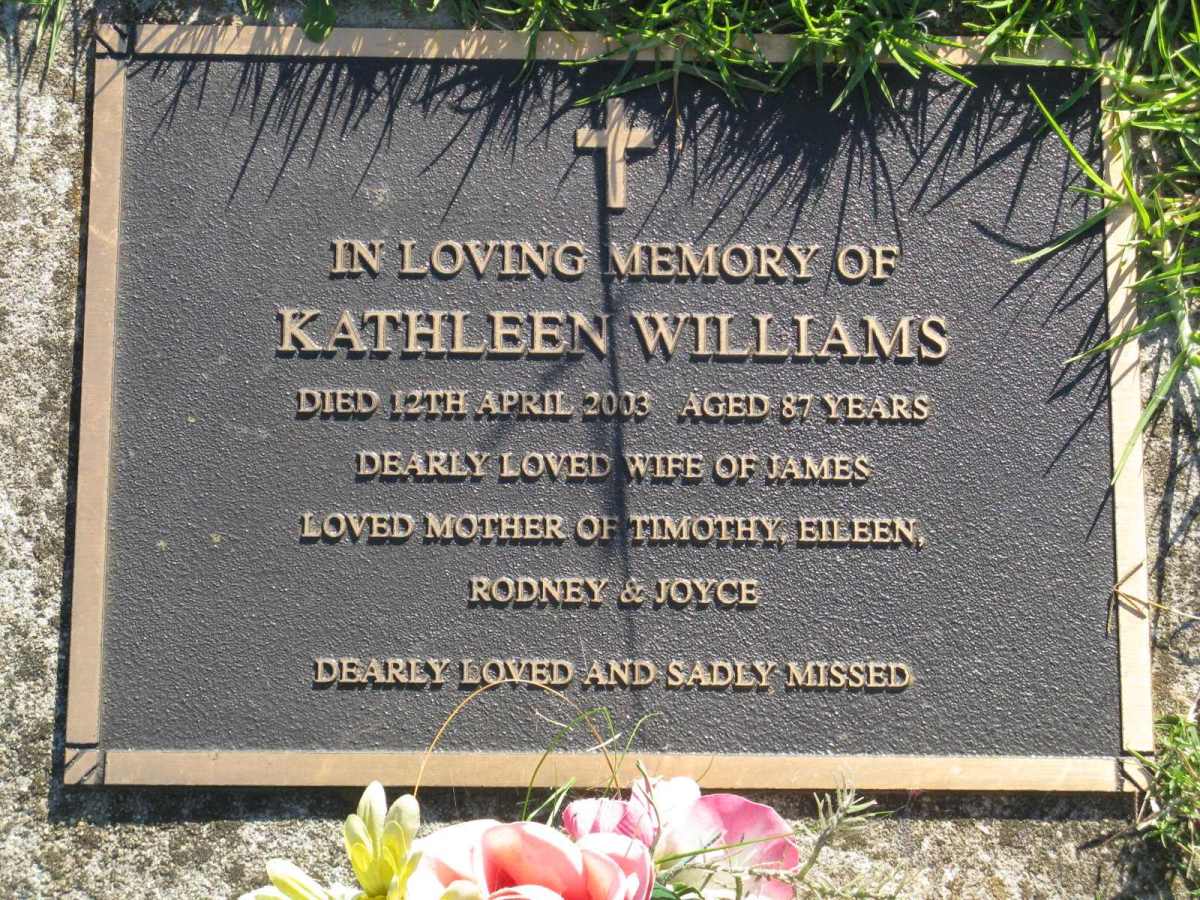 IN LOVING MEMORY OF
KATHLEEN WILLIAMS
DIED 12TH APRIL 2003 AGED 87 YEARS
DEARLY LOVED WIFE OF JAMES
LOVED MOTHER OF TIMOTHY, EILEEN,
RODNEY & JOYCE
DEARLY LOVED AND SADLY MISSED